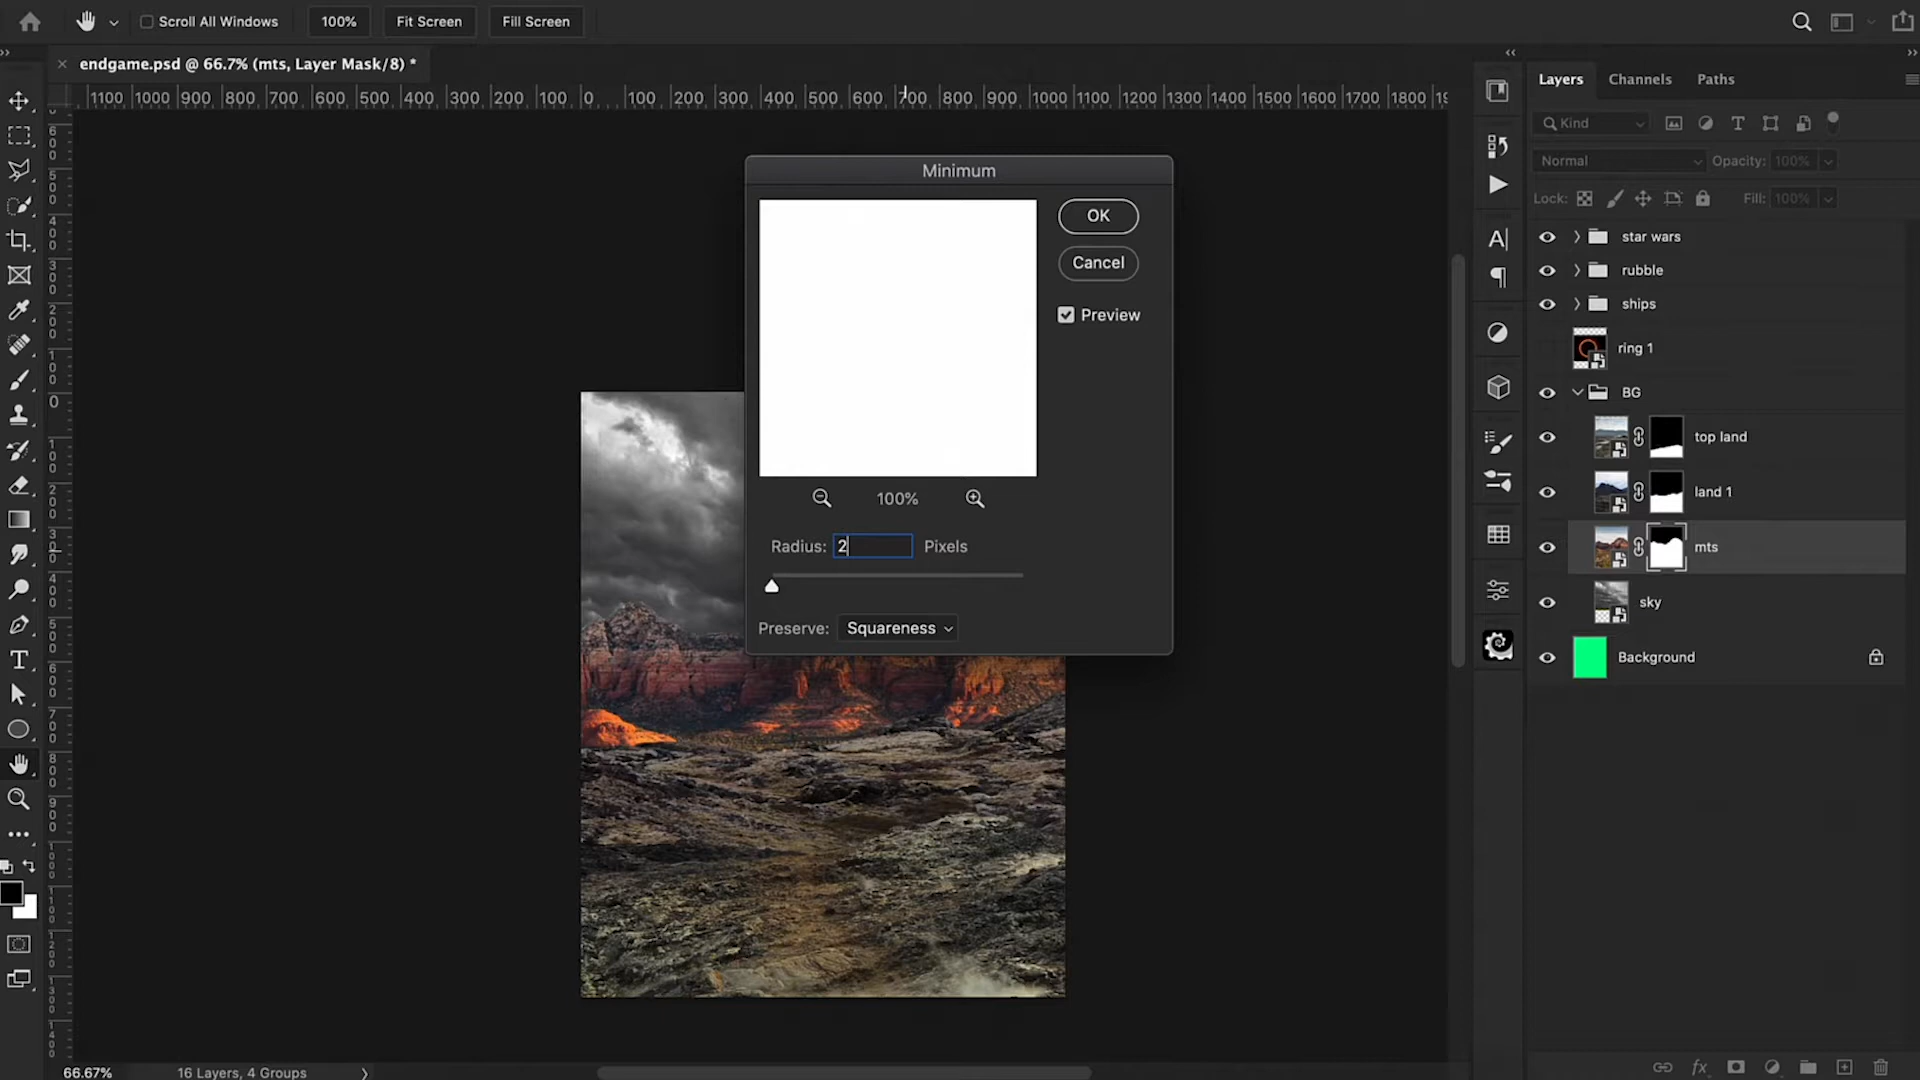 Scroll All Windows
100%
Fit Screen
Fill Screen
endgame.psd @ 66.7% (mts, Layer Mask/8) *
1100 1000 900 800 700 600 500 400 300 200 100 0 100 200 300 400 500 600 700 800 900 1000 1100 1200 1300 1400 1500 1600 1700 1800 19
Minimum
OK
Cancel
Preview
100%
Radius: 2 Pixels
Preserve: Squareness
Layers
Channels
Paths
Kind
Normal
Opacity: 100%
Lock:
Fill: 100%
star wars
rubble
ships
ring 1
BG
top land
land 1
mts
sky
Background
66.67%
16 Layers, 4 Groups